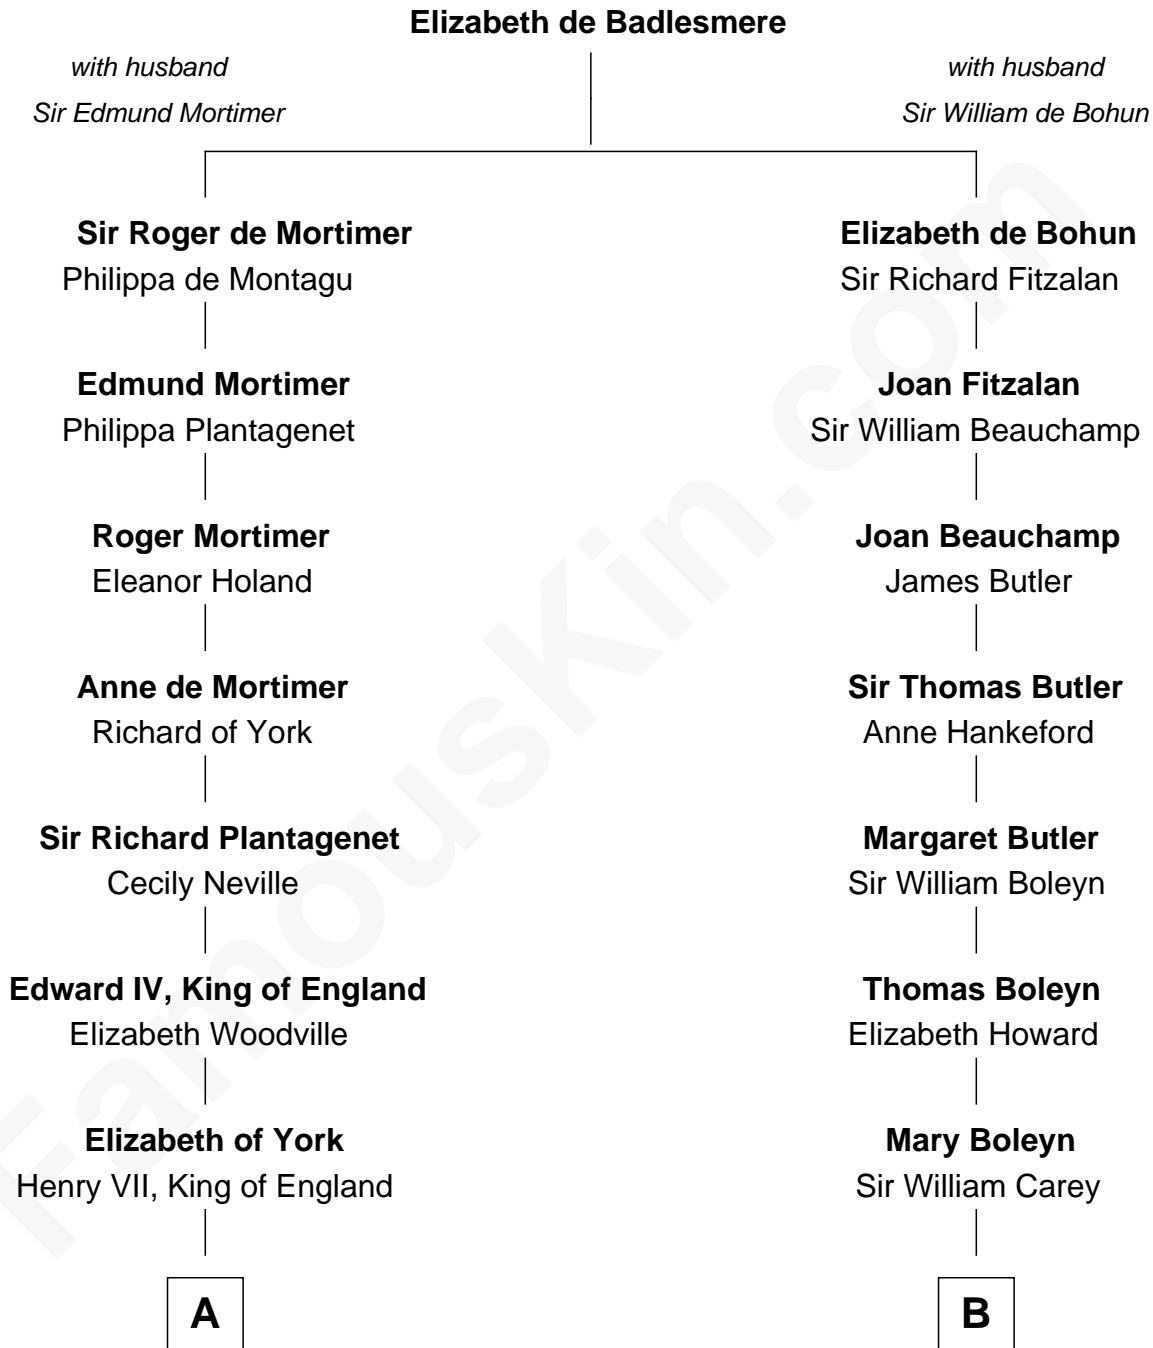 Elizabeth de Badlesmere
with husband
Sir Edmund Mortimer
with husband
Sir William de Bohun
Sir Roger de Mortimer
Philippa de Montagu
Elizabeth de Bohun
Sir Richard Fitzalan
Edmund Mortimer
Philippa Plantagenet
Joan Fitzalan
Sir William Beauchamp
Roger Mortimer
Eleanor Holand
Joan Beauchamp
James Butler
Anne de Mortimer
Richard of York
Sir Thomas Butler
Anne Hankeford
Sir Richard Plantagenet
Cecily Neville
Margaret Butler
Sir William Boleyn
Edward IV, King of England
Elizabeth Woodville
Thomas Boleyn
Elizabeth Howard
Elizabeth of York
Henry VII, King of England
Mary Boleyn
Sir William Carey
A
B
FamousKin.com